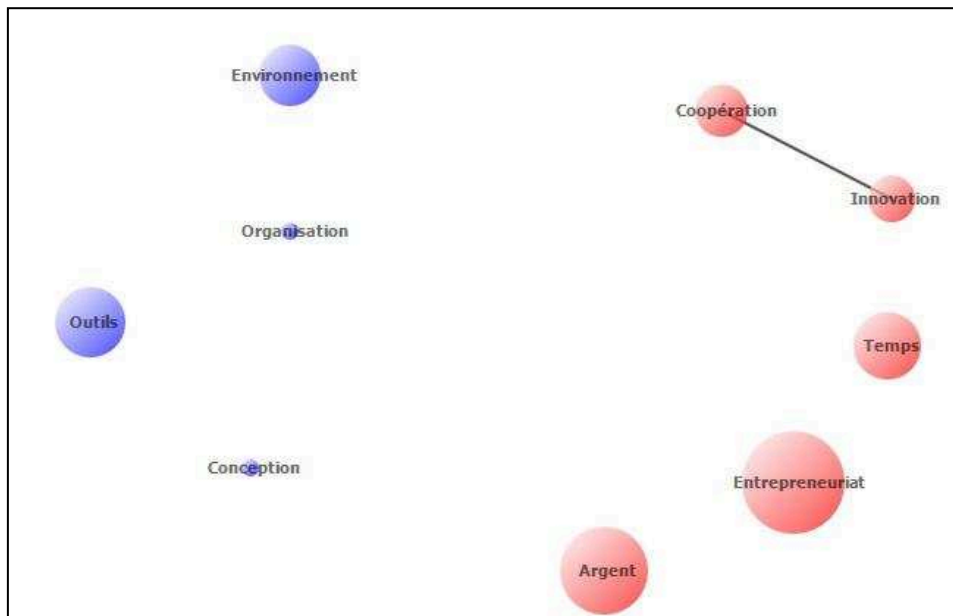 Environnement
Coopération
Innovation
Organisation
Outils
Temps
Conception
Entrepreneuriat
Argent